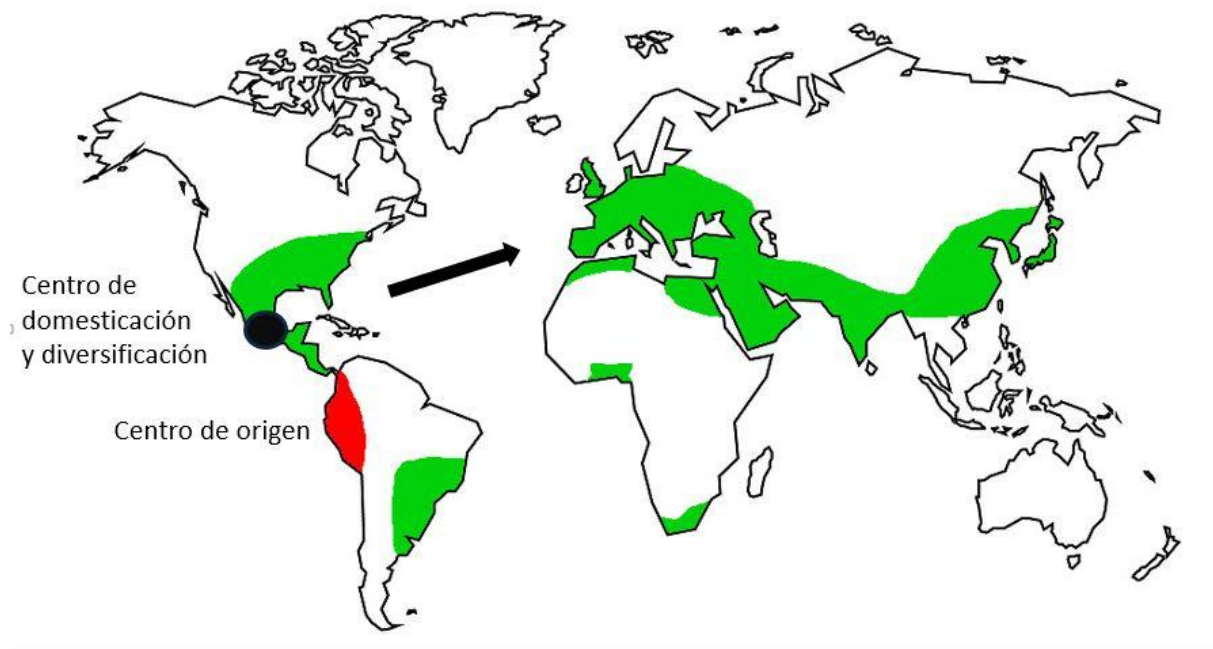 Centro de
domesticación
y diversificación
Centro de origen